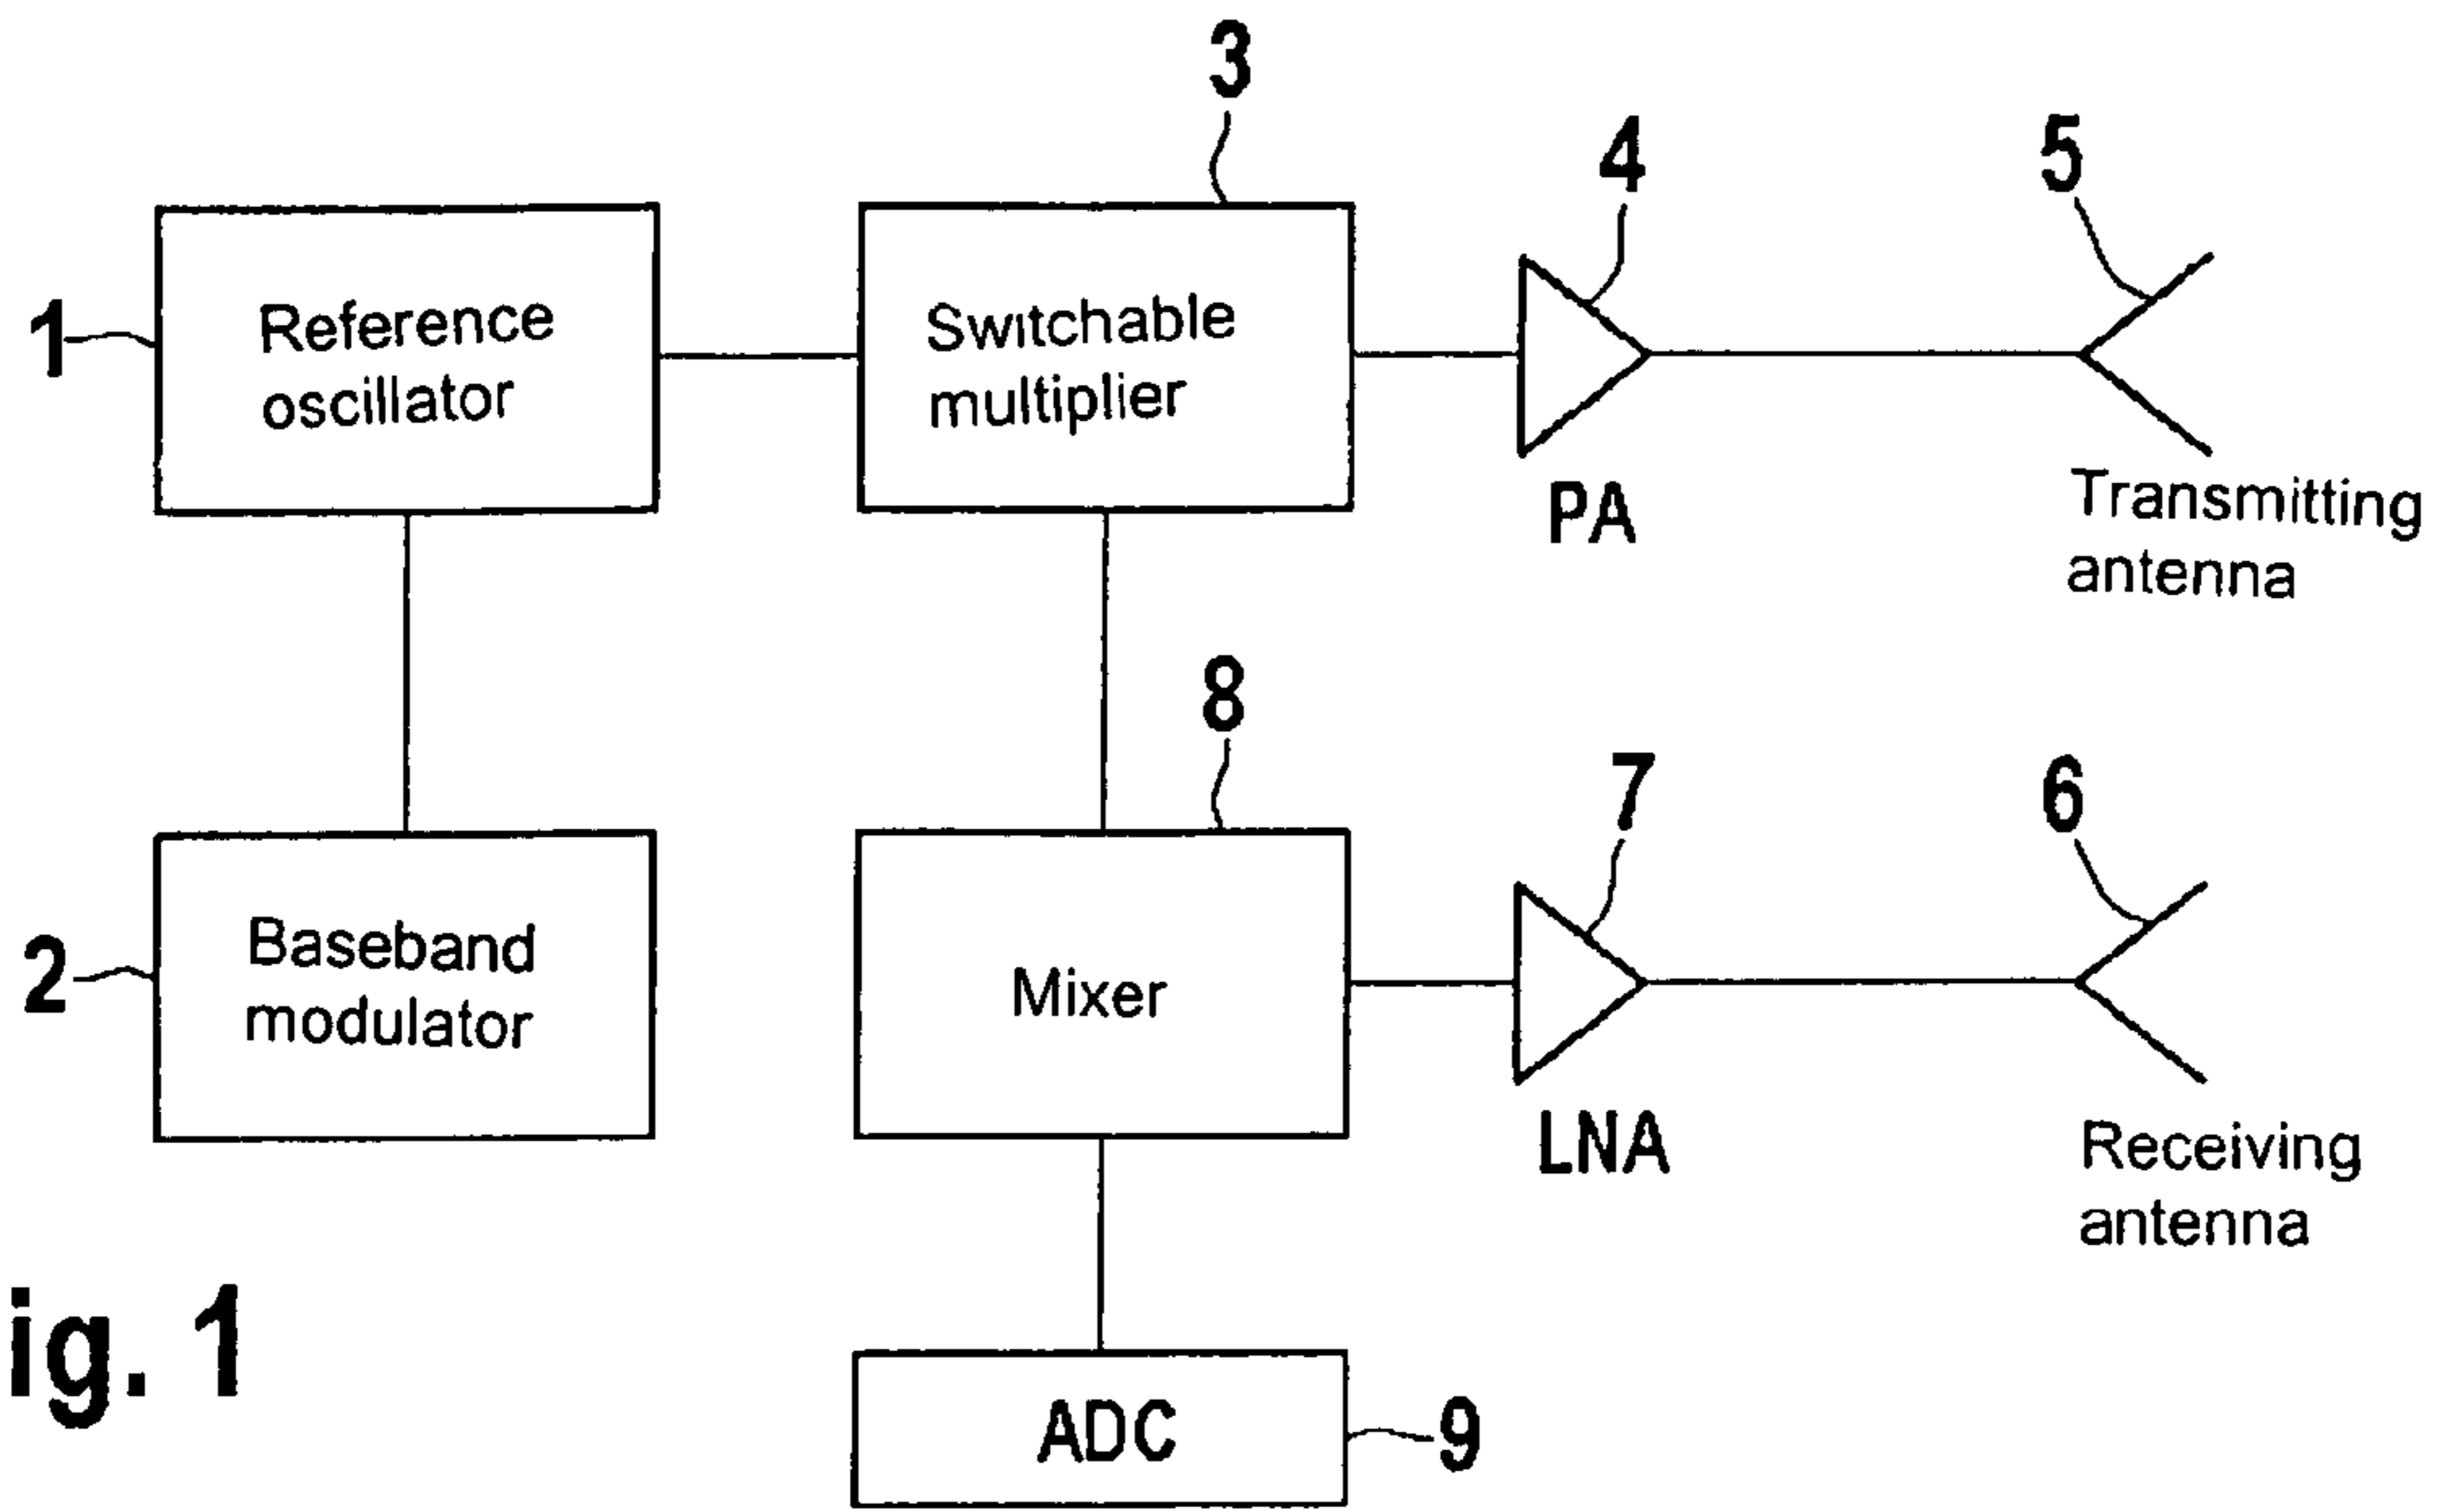 3
4
5
1
Reference
oscillator
Switchable
multiplier
PA
Transmitting
antenna
8
7
6
2
Baseband
modulator
Mixer
LNA
Receiving
antenna
ig. 1
ADC
9